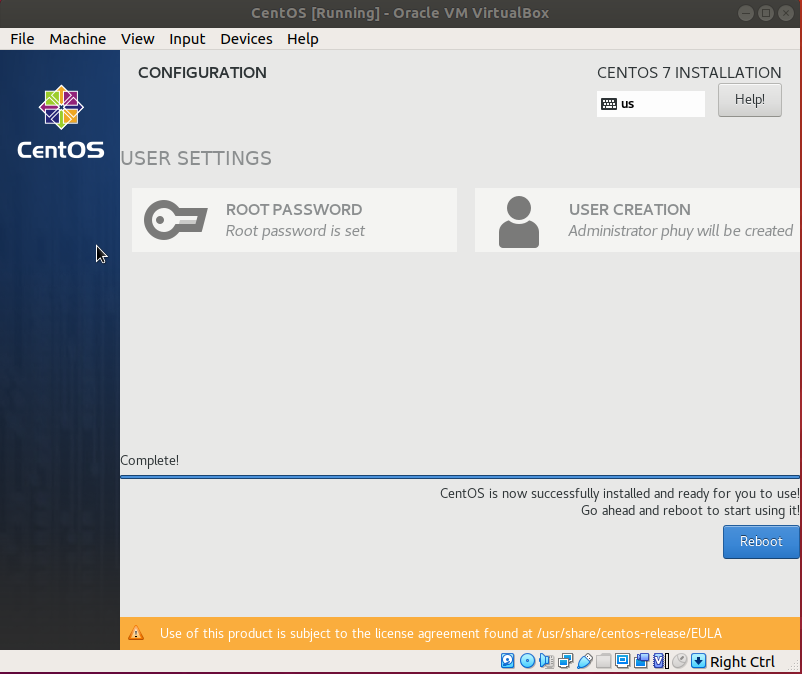 CentOS [Running] - Oracle VM VirtualBox
File Machine View Input Devices Help
CentOS
CONFIGURATION
CENTOS 7 INSTALLATION
us
Help!
USER SETTINGS
ROOT PASSWORD
Root password is set
USER CREATION
Administrator phuy will be created
Complete!
CentOS is now successfully installed and ready for you to use!
Go ahead and reboot to start using it!
Reboot
Use of this product is subject to the license agreement found at /usr/share/centos-release/EULA
Right Ctrl